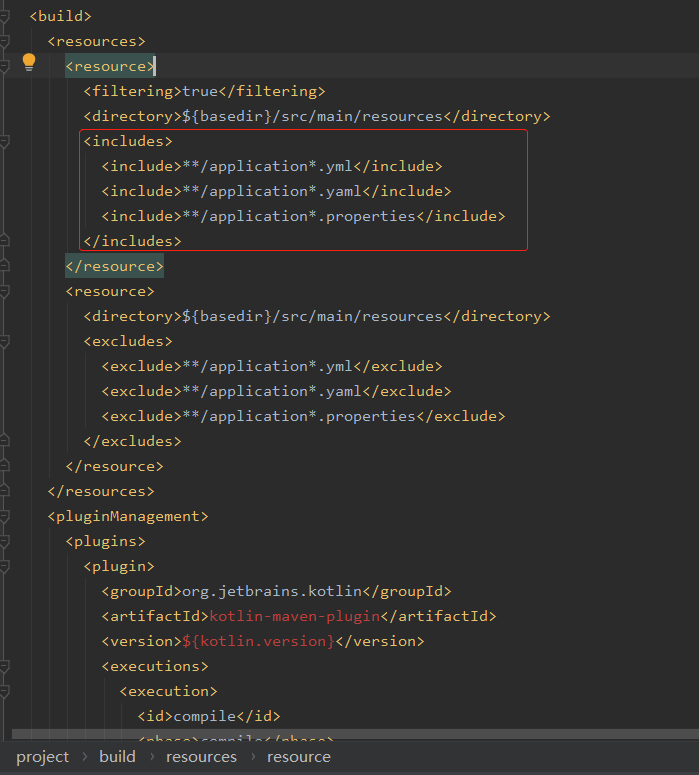 <build>
<resources>
<resource>
<filtering>true</filtering>
<directory>${basedir}/src/main/resources</directory>
<includes>
<include>**/application*.yml</include>
<include>**/application*.yaml</include>
<include>**/application*.properties</include>
</includes>
</resource>
<resource>
<directory>${basedir}/src/main/resources</directory>
<excludes>
<exclude>**/application*.yml</exclude>
<exclude>**/application*.yaml</exclude>
<exclude>**/application*.properties</exclude>
</excludes>
</resource>
</resources>
<pluginManagement>
<plugins>
<plugin>
<groupId>org.jetbrains.kotlin</groupId>
<artifactId>kotlin-maven-plugin</artifactId>
<version>${kotlin.version}</version>
<executions>
<execution>
<id>compile</id>
<phase>compile</phase>
project › build › resources › resource